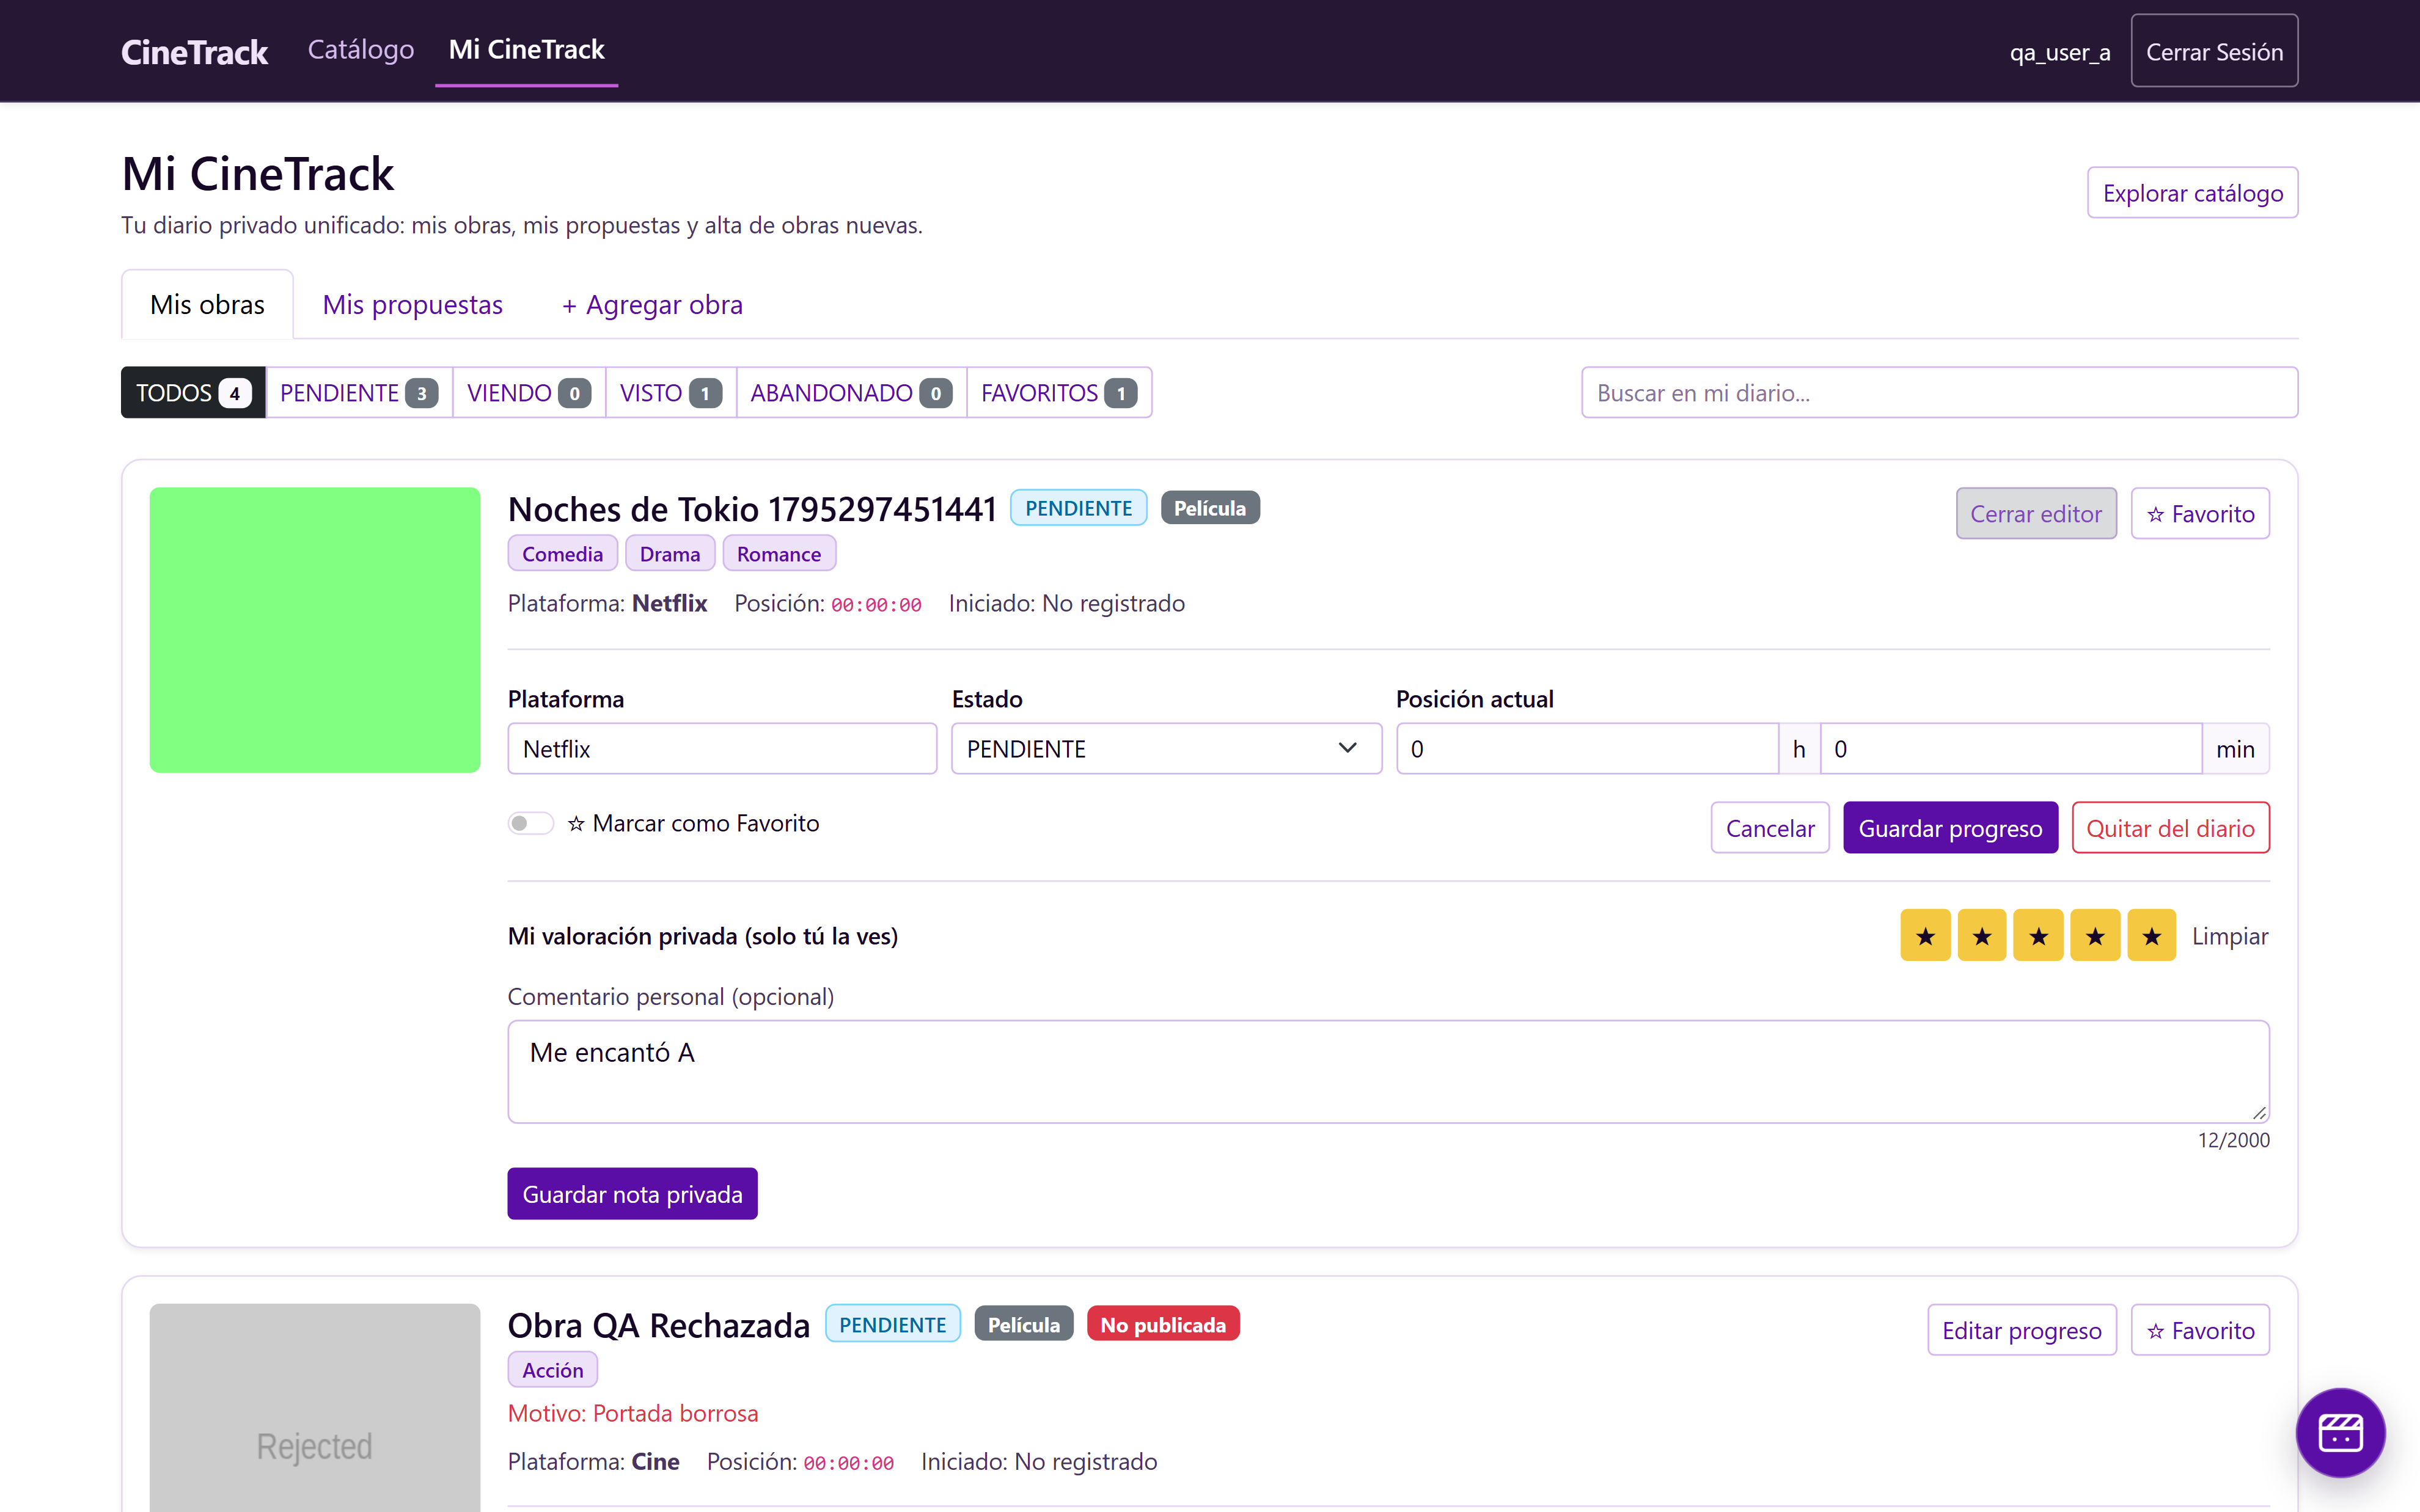 CineTrack Catálogo Mi CineTrack qa_user_a Cerrar Sesión
Mi CineTrack
Explorar catálogo
Tu diario privado unificado: mis obras, mis propuestas y alta de obras nuevas.
Mis obras Mis propuestas + Agregar obra
TODOS 4 PENDIENTE 3 VIENDO 0 VISTO 1 ABANDONADO 0 FAVORITOS 1 Buscar en mi diario...
Noches de Tokio 1795297451441 PENDIENTE Película Cerrar editor ☆ Favorito
Comedia Drama Romance
Plataforma: Netflix Posición: 00:00:00 Iniciado: No registrado
Plataforma Estado Posición actual
Netflix PENDIENTE 0 h 0 min
☆ Marcar como Favorito Cancelar Guardar progreso Quitar del diario
Mi valoración privada (solo tú la ves) ★ ★ ★ ★ ★ Limpiar
Comentario personal (opcional)
Me encantó A
12/2000
Guardar nota privada
Obra QA Rechazada PENDIENTE Película No publicada Editar progreso ☆ Favorito
Acción
Motivo: Portada borrosa
Rejected
Plataforma: Cine Posición: 00:00:00 Iniciado: No registrado